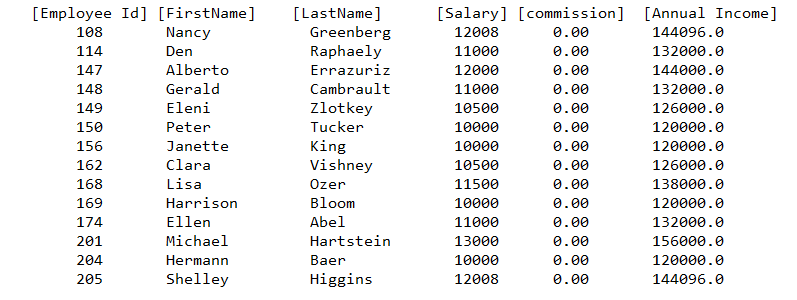 [Employee Id] [FirstName] [LastName] [Salary] [commission] [Annual Income]
108 Nancy Greenberg 12008 0.00 144096.0
114 Den Raphaely 11000 0.00 132000.0
147 Alberto Errazuriz 12000 0.00 144000.0
148 Gerald Cambrault 11000 0.00 132000.0
149 Eleni Zlotkey 10500 0.00 126000.0
150 Peter Tucker 10000 0.00 120000.0
156 Janette King 10000 0.00 120000.0
162 Clara Vishney 10500 0.00 126000.0
168 Lisa Ozer 11500 0.00 138000.0
169 Harrison Bloom 10000 0.00 120000.0
174 Ellen Abel 11000 0.00 132000.0
201 Michael Hartstein 13000 0.00 156000.0
204 Hermann Baer 10000 0.00 120000.0
205 Shelley Higgins 12008 0.00 144096.0